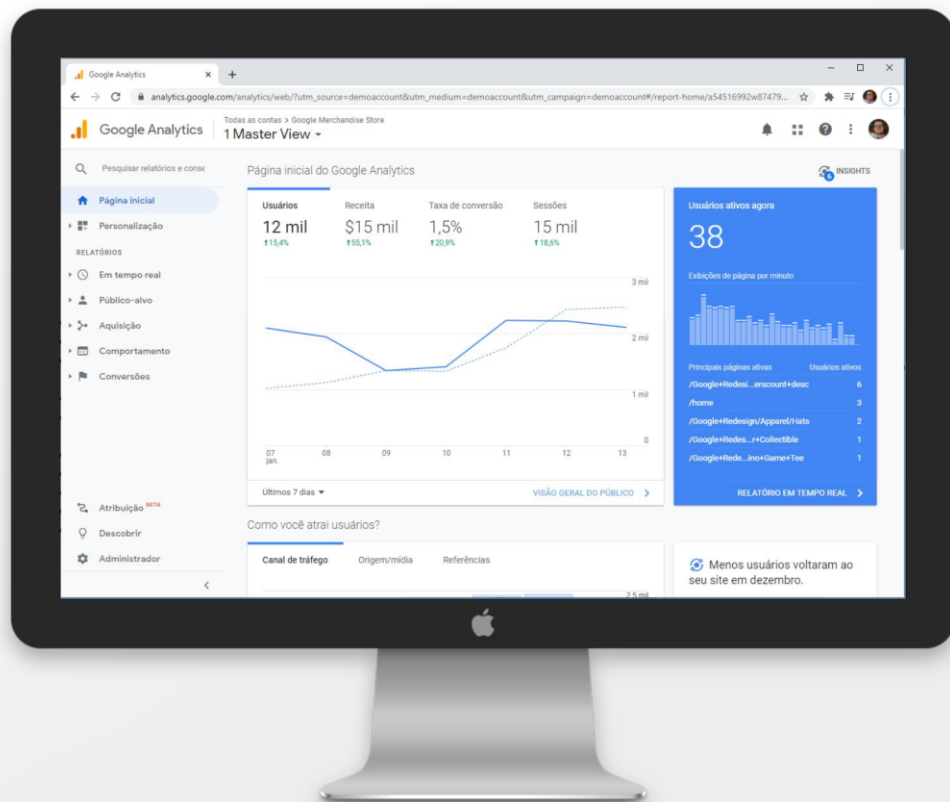 Google Analytics
analytics.google.com/analytics/web/?utm_source=demoaccount&utm_medium=demoaccount&utm_campaign=demoaccount#/report-home/a54516992w87479...
Google Analytics
Todas as contas > Google Merchandise Store
1 Master View
Pesquisar relatórios e conse
Página inicial do Google Analytics
INSIGHTS
6
Página inicial
Personalização
RELATÓRIOS
Em tempo real
Público-alvo
Aquisição
Comportamento
Conversões
Atribuição BETA
Descobrir
Administrador
Usuários Receita Taxa de conversão Sessões
12 mil $15 mil 1,5% 15 mil
↑15,4% ↑55,1% ↑20,9% ↑18,6%
3 mil
2 mil
1 mil
0
07 08 09 10 11 12 13
jan.
Últimos 7 dias VISÃO GERAL DO PÚBLICO
Usuários ativos agora
38
Exibições de página por minuto
Principais páginas ativas Usuários ativos
/Google+Redesi...erscount+desc 6
/home 3
/Google+Redesign/Apparel/Hats 2
/Google+Redes...r+Collectible 1
/Google+Rede...ino+Game+Tee 1
RELATÓRIO EM TEMPO REAL
Como você atrai usuários?
Canal de tráfego Origem/mídia Referências
2,5 mil
Menos usuários voltaram ao
seu site em dezembro.